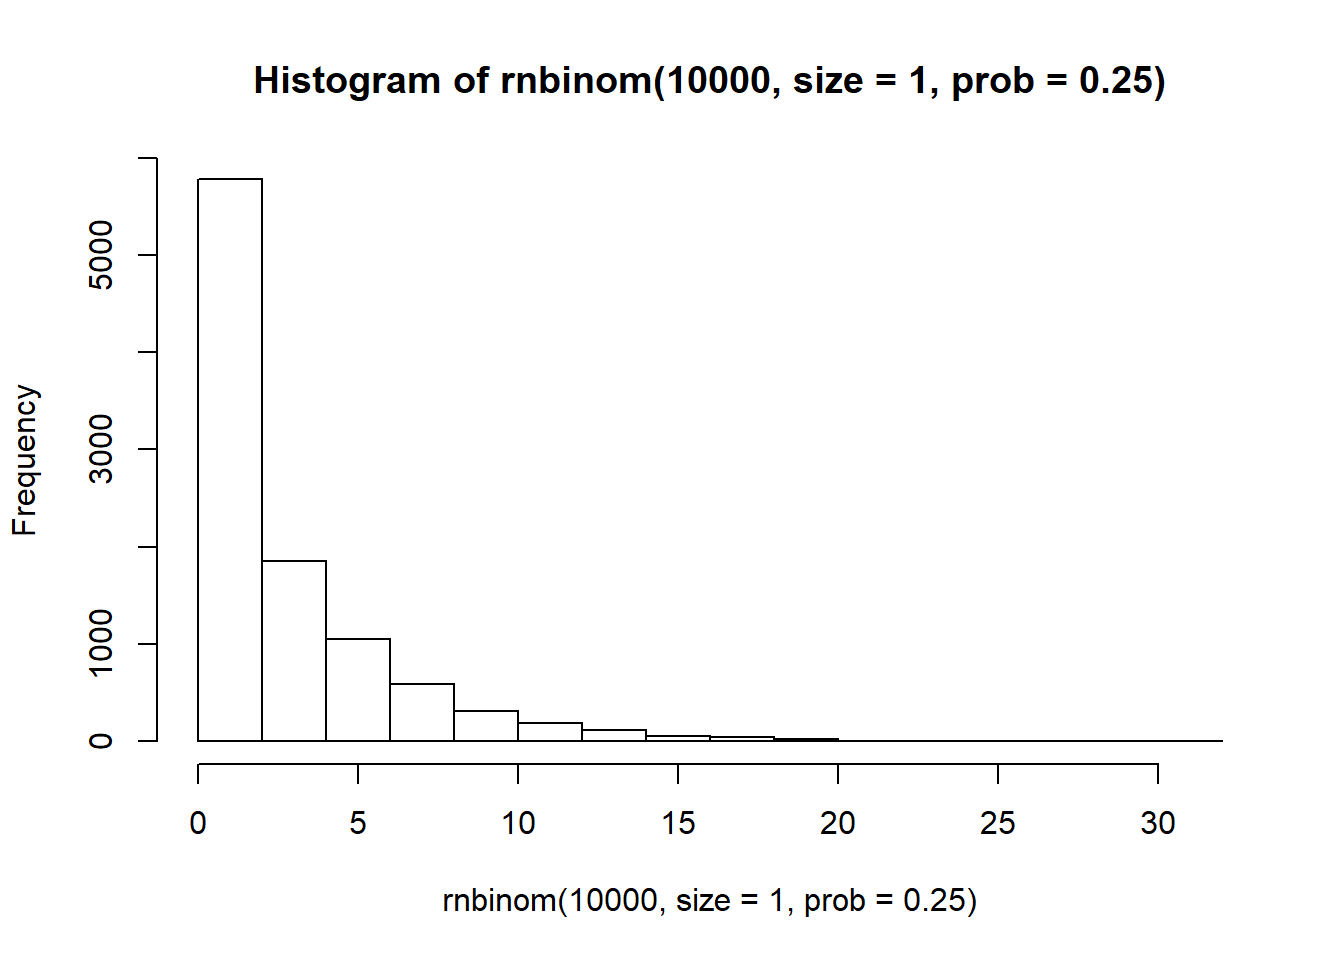 Histogram of rnbinom(10000, size = 1, prob = 0.25)
Frequency
5000
3000
1000
0
0 5 10 15 20 25 30
rnbinom(10000, size = 1, prob = 0.25)